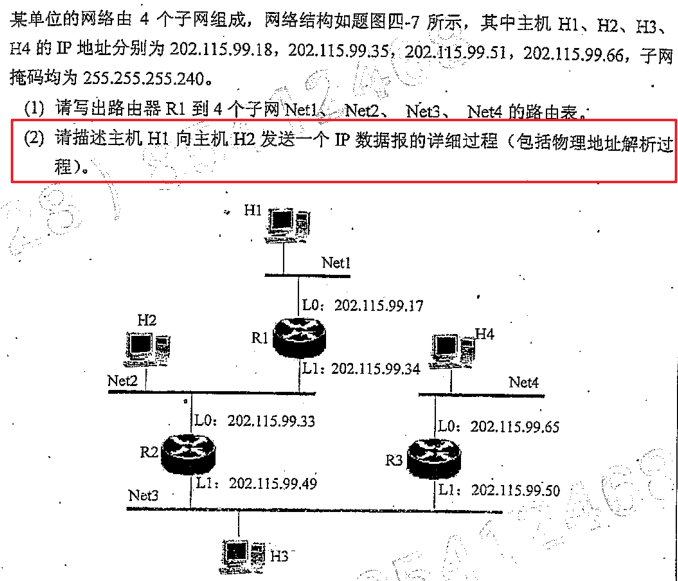 某单位的网络由 4 个子网组成，网络结构如题图四-7 所示，其中主机 H1、H2、H3、
H4 的 IP 地址分别为 202.115.99.18，202.115.99.35，202.115.99.51，202.115.99.66，子网
掩码均为 255.255.255.240。
(1) 请写出路由器 R1 到 4 个子网 Net1、 Net2、 Net3、 Net4 的路由表。
(2) 请描述主机 H1 向主机 H2 发送一个 IP 数据报的详细过程（包括物理地址解析过
程）。
H1
Net1
L0：202.115.99.17
R1
H2
H4
L1：202.115.99.34
Net2
Net4
L0：202.115.99.33
L0：202.115.99.65
R2
R3
L1：202.115.99.49
L1：202.115.99.50
Net3
H3